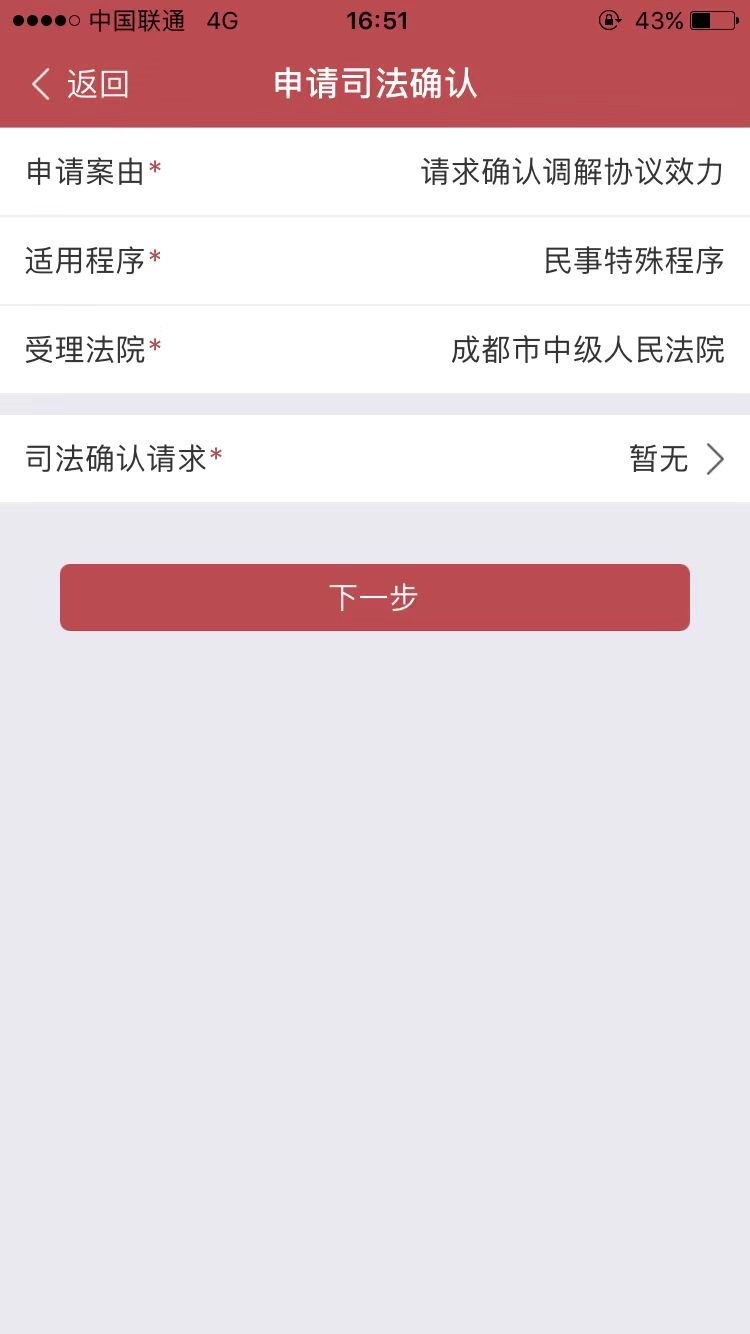 中国联通 4G 16:51 43%
返回 申请司法确认
申请案由* 请求确认调解协议效力
适用程序* 民事特殊程序
受理法院* 成都市中级人民法院
司法确认请求* 暂无
下一步